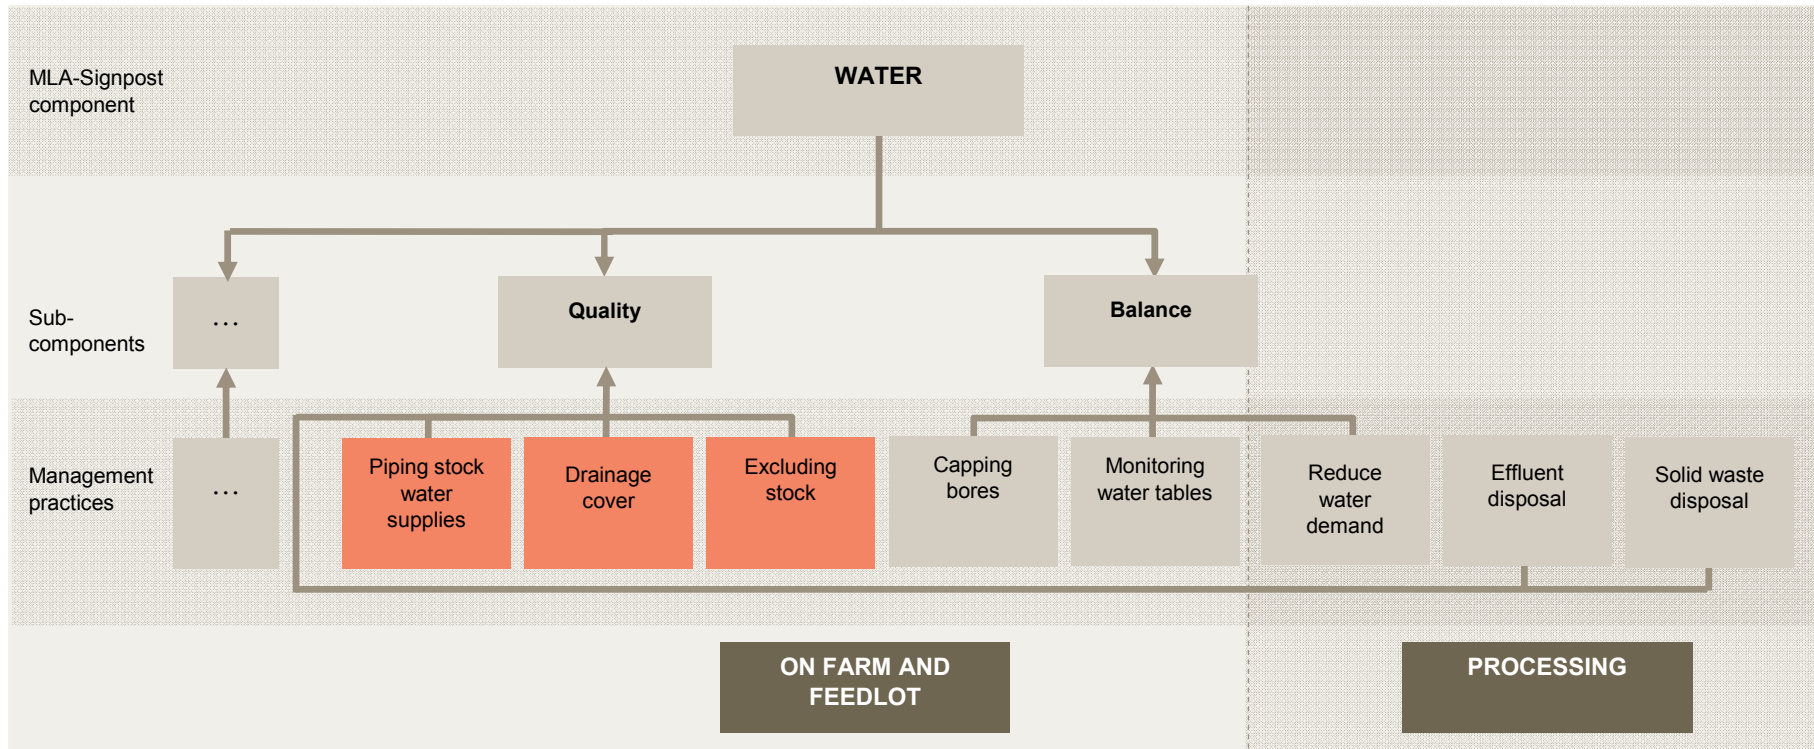 MLA-Signpost
component
WATER
Sub-
components
…
Quality
Balance
Management
practices
…
Piping stock
water
supplies
Drainage
cover
Excluding
stock
Capping
bores
Monitoring
water tables
Reduce
water
demand
Effluent
disposal
Solid waste
disposal
ON FARM AND
FEEDLOT
PROCESSING